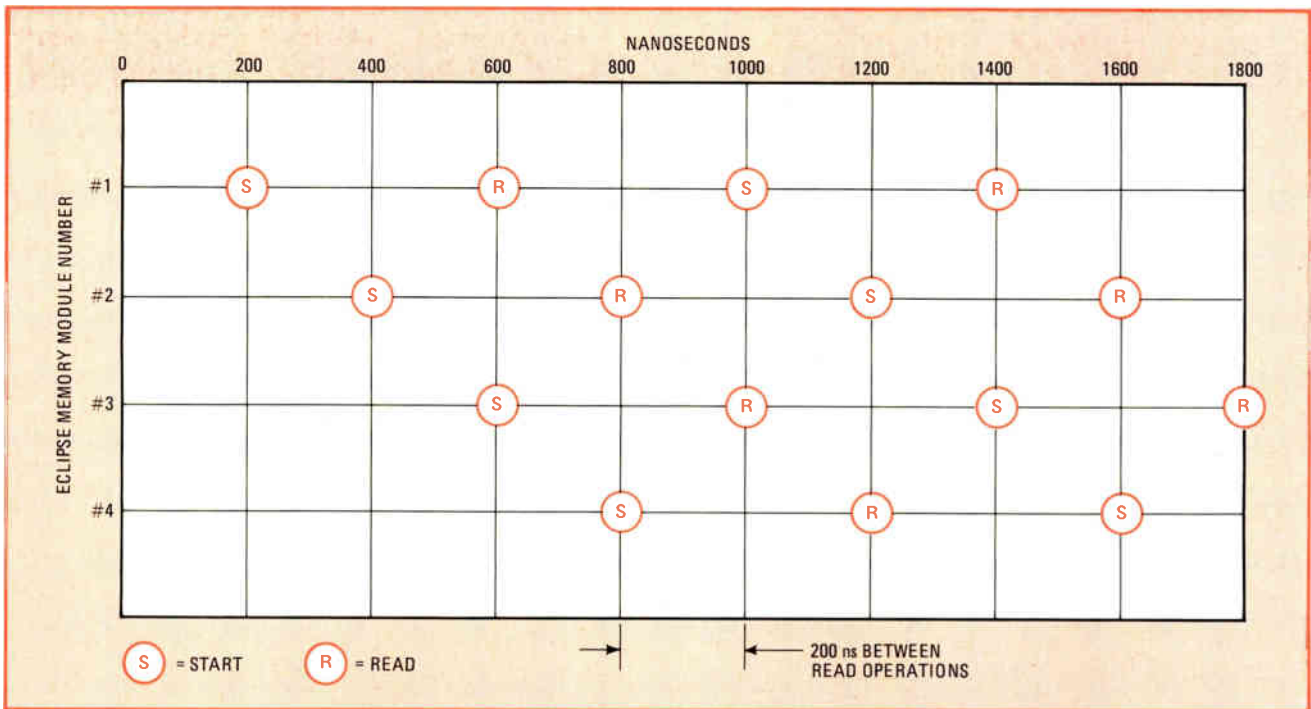 NANOSECONDS
0 200 400 600 800 1000 1200 1400 1600 1800
ECLIPSE MEMORY MODULE NUMBER
#1 S R S R
#2 S R S R
#3 S R S R
#4 S R S
S = START R = READ
200 ns BETWEEN
READ OPERATIONS